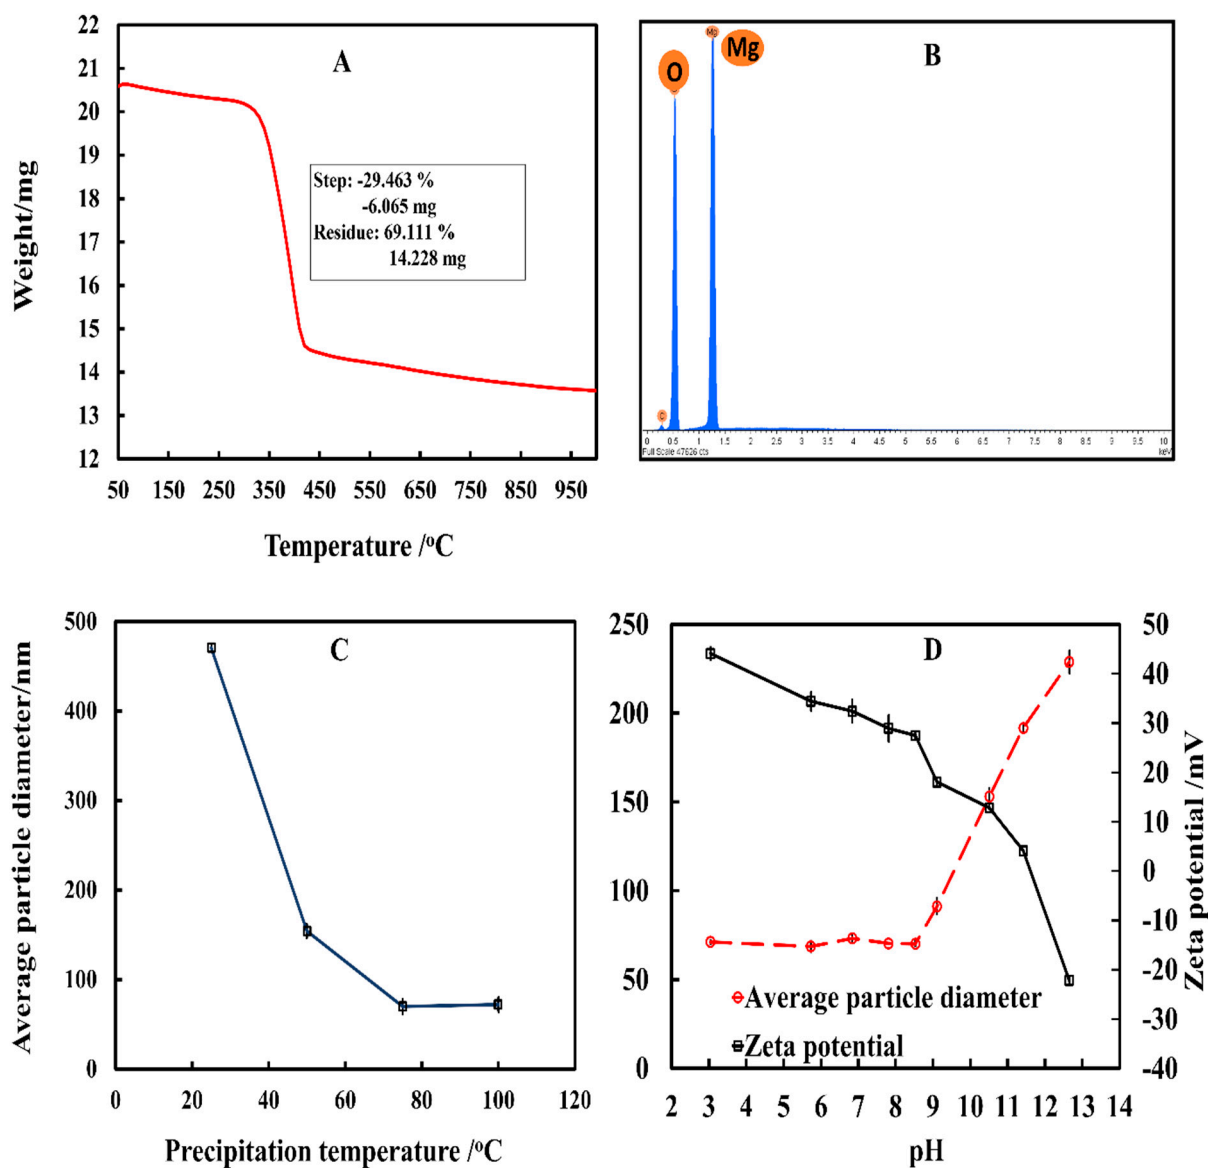 A
22
21
20
19
18
17
16
15
14
13
12
Weight/mg
Step: -29.463 %
-6.065 mg
Residue: 69.111 %
14.228 mg
50 150 250 350 450 550 650 750 850 950
Temperature /°C
B
O
Mg
Mg
C
0 0.5 1 1.5 2 2.5 3 3.5 4 4.5 5 5.5 6 6.5 7 7.5 8 8.5 9 9.5 10
Full Scale 47626 cts
keV
C
500
400
300
200
100
0
Average particle diameter/nm
0 20 40 60 80 100 120
Precipitation temperature /°C
D
250
200
150
100
50
0
50
40
30
20
10
0
-10
-20
-30
-40
Zeta potential /mV
Average particle diameter
Zeta potential
2 3 4 5 6 7 8 9 10 11 12 13 14
pH